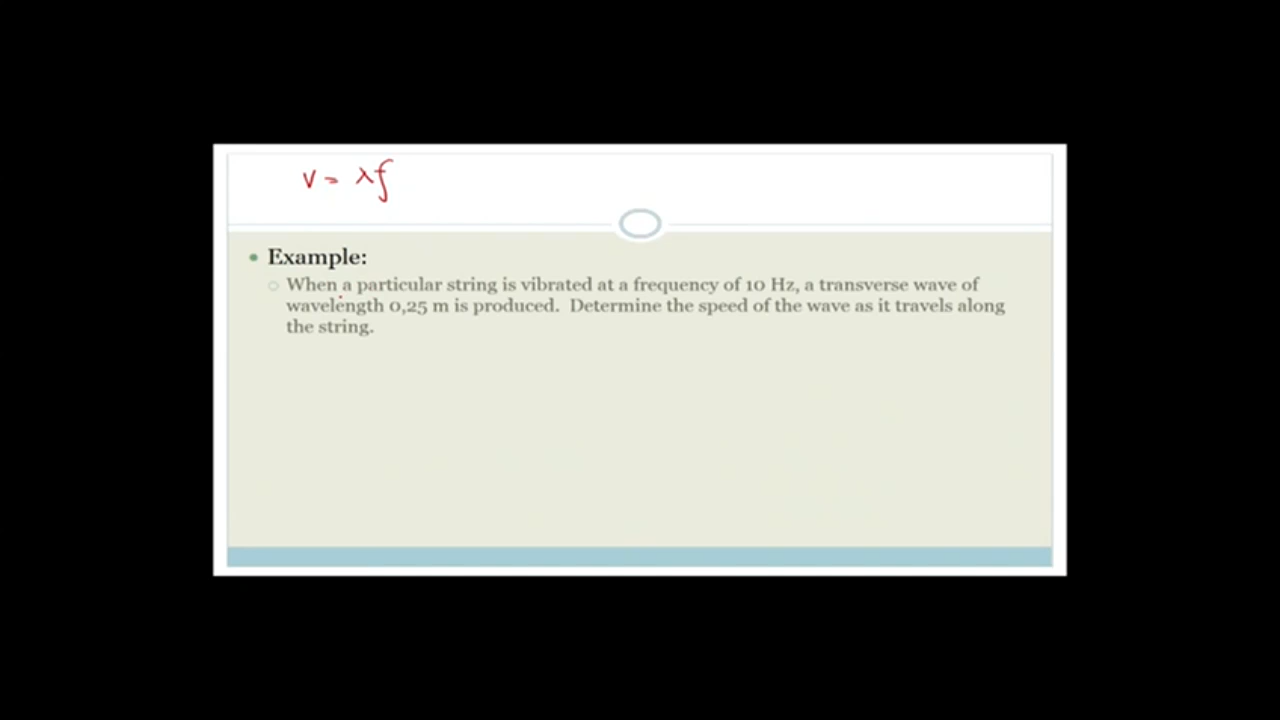 v = λf
Example:
When a particular string is vibrated at a frequency of 10 Hz, a transverse wave of
wavelength 0,25 m is produced. Determine the speed of the wave as it travels along
the string.